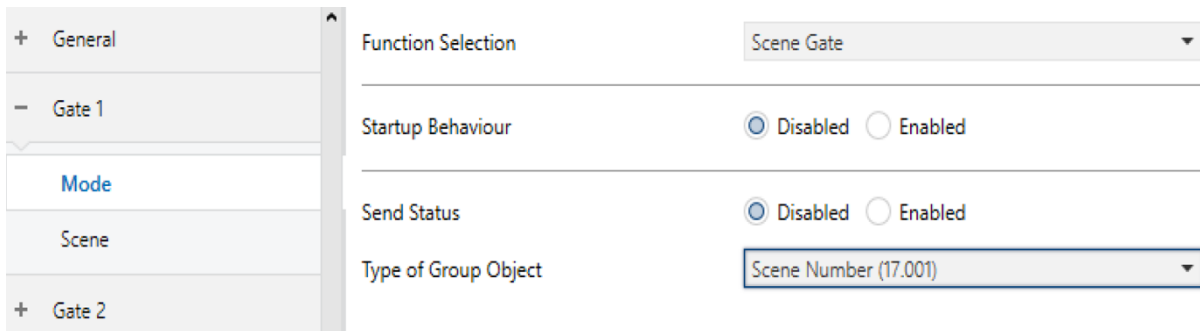 + General
− Gate 1
Mode
Scene
+ Gate 2
Function Selection Scene Gate
Startup Behaviour Disabled Enabled
Send Status Disabled Enabled
Type of Group Object Scene Number (17.001)